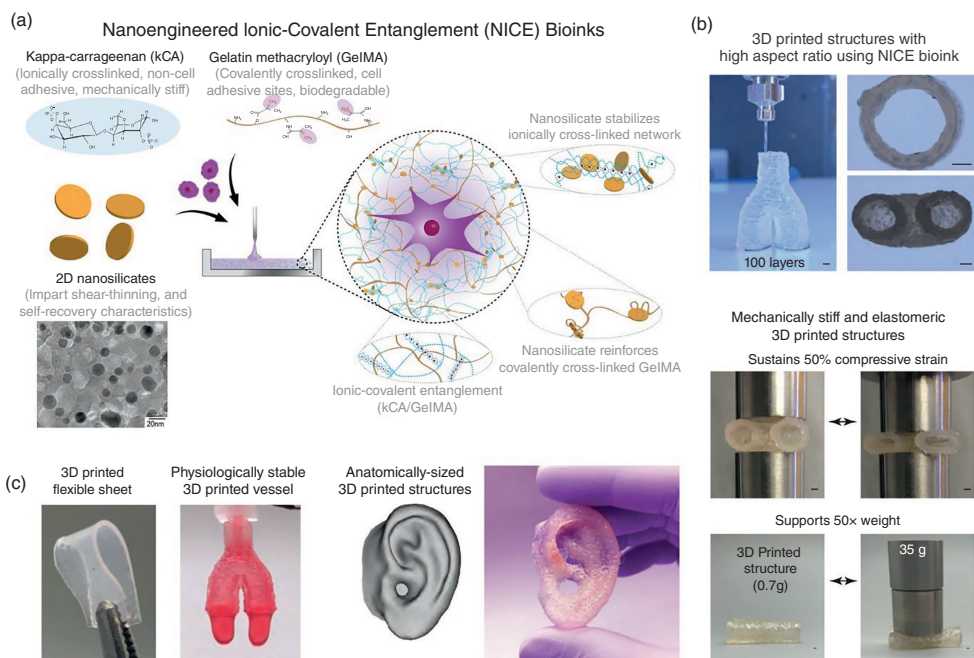 (a)
Nanoengineered Ionic-Covalent Entanglement (NICE) Bioinks
Kappa-carrageenan (kCA)
(Ionically crosslinked, non-cell
adhesive, mechanically stiff)
Gelatin methacryloyl (GelMA)
(Covalently crosslinked, cell
adhesive sites, biodegradable)
Nanosilicate stabilizes
ionically cross-linked network
2D nanosilicates
(Impart shear-thinning, and
self-recovery characteristics)
20nm
Nanosilicate reinforces
covalently cross-linked GelMA
Ionic-covalent entanglement
(kCA/GelMA)
(b)
3D printed structures with
high aspect ratio using NICE bioink
100 layers
Mechanically stiff and elastomeric
3D printed structures
Sustains 50% compressive strain
Supports 50× weight
3D Printed
structure
(0.7g)
35 g
(c)
3D printed
flexible sheet
Physiologically stable
3D printed vessel
Anatomically-sized
3D printed structures